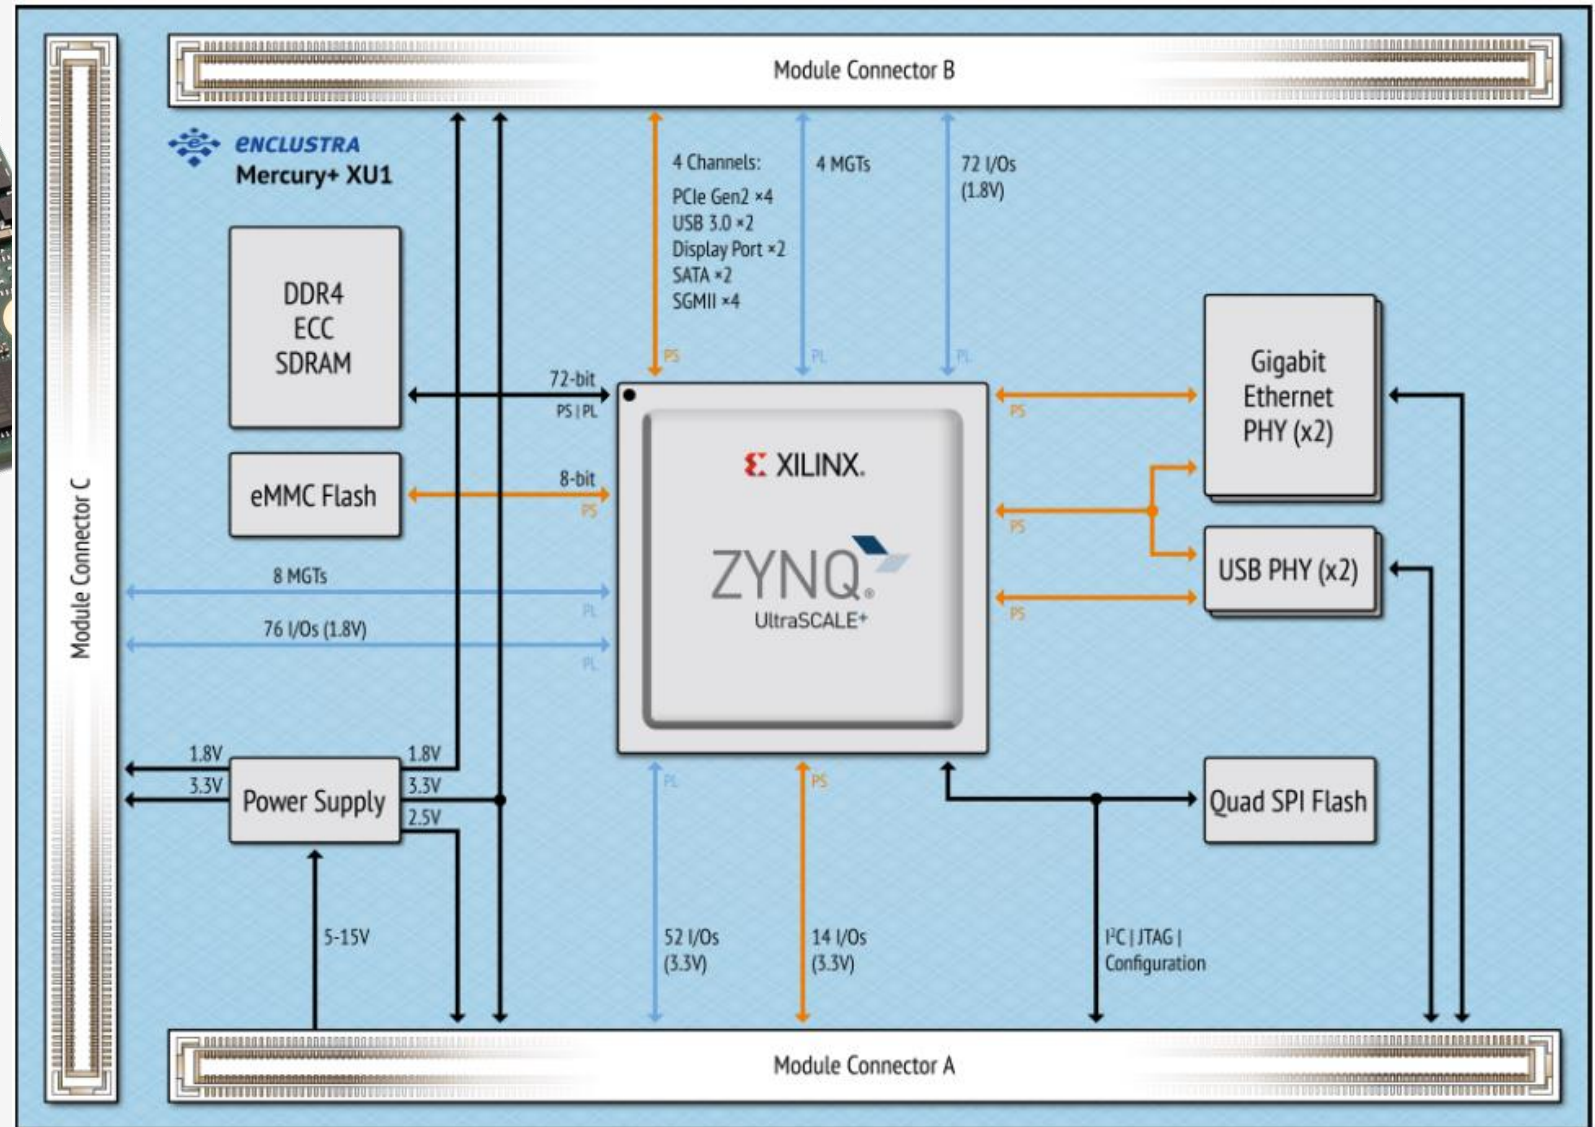 Module Connector B
ENCLUSTRA
Mercury+ XU1
4 Channels:
PCIe Gen2 ×4
USB 3.0 ×2
Display Port ×2
SATA ×2
SGMII ×4
4 MGTs
72 I/Os
(1.8V)
PS
PL
PL
DDR4
ECC
SDRAM
72-bit
PS | PL
eMMC Flash
8-bit
PS
Module Connector C
8 MGTs
PL
76 I/Os (1.8V)
PL
XILINX.
ZYNQ®
UltraSCALE+
PS
PS
PS
Gigabit
Ethernet
PHY (x2)
USB PHY (x2)
1.8V
3.3V
Power Supply
1.8V
3.3V
2.5V
5-15V
PL
PS
52 I/Os
(3.3V)
14 I/Os
(3.3V)
Quad SPI Flash
I²C | JTAG |
Configuration
Module Connector A